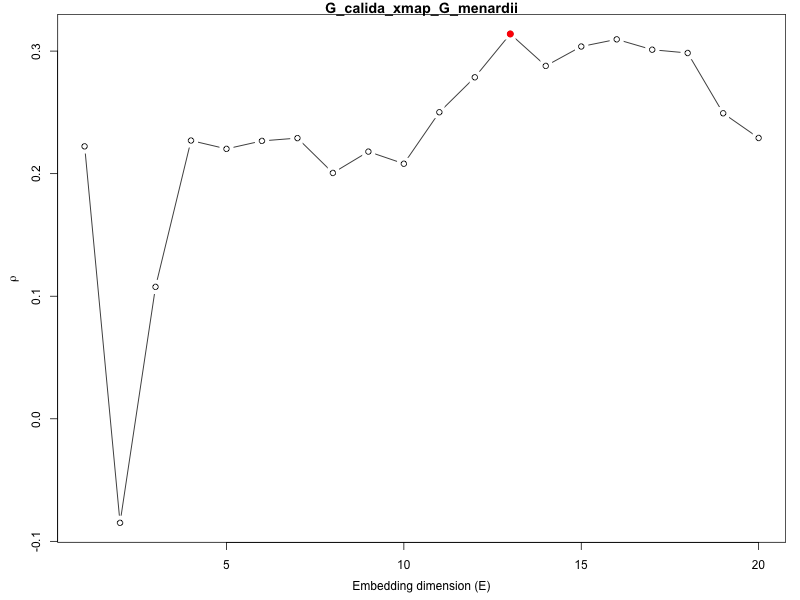 G_calida_xmap_G_menardii
0.3
0.2
0.1
0.0
-0.1
ρ
5 10 15 20
Embedding dimension (E)